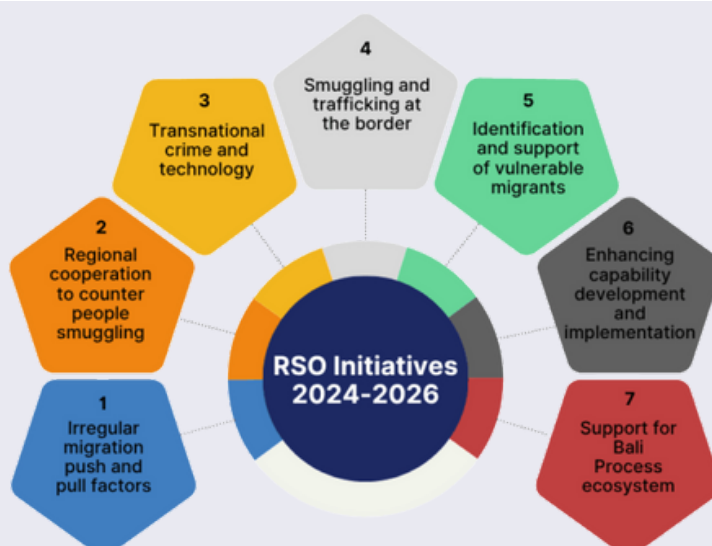 4
Smuggling and
trafficking at
the border
3
Transnational
crime and
technology
5
Identification
and support
of vulnerable
migrants
2
Regional
cooperation
to counter
people
smuggling
6
Enhancing
capability
development
and
implementation
RSO Initiatives
2024-2026
1
Irregular
migration
push and
pull factors
7
Support for
Bali
Process
ecosystem